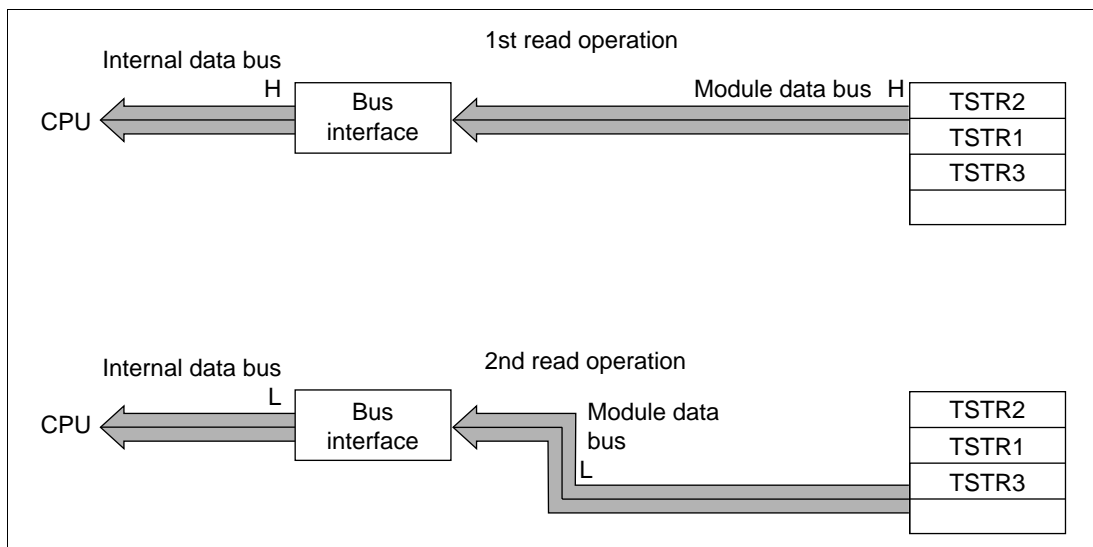 1st read operation
Internal data bus
H
CPU
Bus
interface
Module data bus H
TSTR2
TSTR1
TSTR3
2nd read operation
Internal data bus
L
CPU
Bus
interface
Module data
bus
L
TSTR2
TSTR1
TSTR3